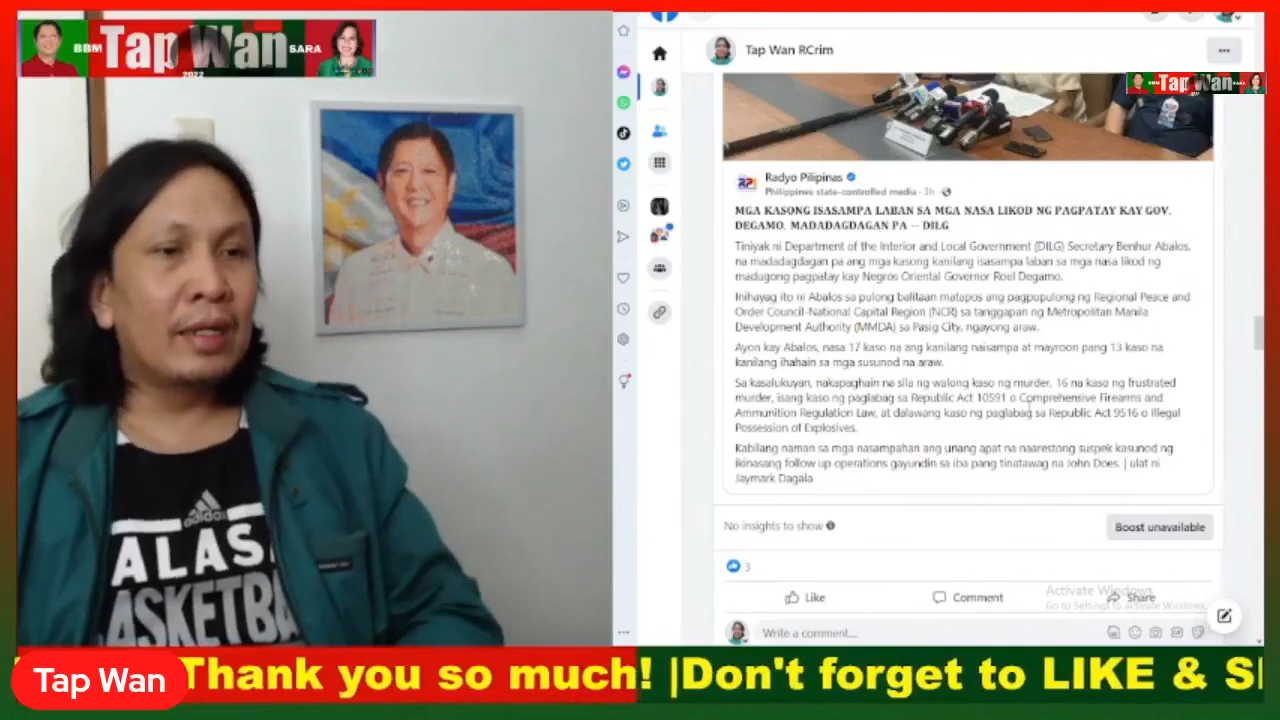 BBM Tap Wan SARA
2022
adidas
ALAS
BASKETBA
Tap Wan RCrim
BBM Tap Wan SARA
Radyo Pilipinas
Philippines state-controlled media · 3h ·
MGA KASONG ISASAMPA LABAN SA MGA NASA LIKOD NG PAGPATAY KAY GOV.
DEGAMO, MADADAGDAGAN PA — DILG
Tiniyak ni Department of the Interior and Local Government (DILG) Secretary Benhur Abalos,
na madadagdagan pa ang mga kasong kanilang isasampa laban sa mga nasa likod ng
madugong pagpatay kay Negros Oriental Governor Roel Degamo.
Inihayag ito ni Abalos sa pulong balitaan matapos ang pagpupulong ng Regional Peace and
Order Council-National Capital Region (NCR) sa tanggapan ng Metropolitan Manila
Development Authority (MMDA) sa Pasig City, ngayong araw.
Ayon kay Abalos, nasa 17 kaso na ang kanilang naisampa at mayroon pang 13 kaso na
kanilang ihahain sa mga susunod na araw.
Sa kasalukuyan, nakapaghain na sila ng walong kaso ng murder, 16 na kaso ng frustrated
murder, isang kaso ng paglabag sa Republic Act 10591 o Comprehensive Firearms and
Ammunition Regulation Law, at dalawang kaso ng paglabag sa Republic Act 9516 o Illegal
Possession of Explosives.
Kabilang naman sa mga nasampahan ang unang apat na naarestong suspek kasunod ng
ikinasang follow up operations gayundin sa iba pang tinatawag na John Does. | ulat ni
Jaymark Dagala
No insights to show
Boost unavailable
3
Like
Comment
Share
Activate Windows
Go to Settings to activate Windows.
Write a comment...
Tap Wan
Thank you so much! |Don't forget to LIKE & S